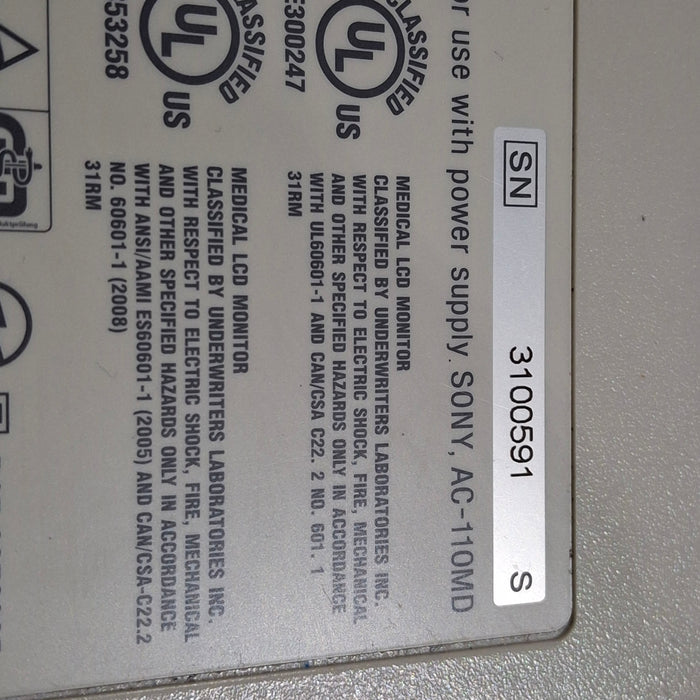 SN 3100591 S
or use with power supply. SONY, AC-110MD
CLASSIFIED
UL
US
E300247
MEDICAL LCD MONITOR
CLASSIFIED BY UNDERWRITERS LABORATORIES INC.
WITH RESPECT TO ELECTRIC SHOCK, FIRE, MECHANICAL
AND OTHER SPECIFIED HAZARDS ONLY IN ACCORDANCE
WITH UL60601-1 AND CAN/CSA C22. 2 NO. 601. 1
31RM
CLASSIFIED
UL
US
53258
MEDICAL LCD MONITOR
CLASSIFIED BY UNDERWRITERS LABORATORIES INC.
WITH RESPECT TO ELECTRIC SHOCK, FIRE, MECHANICAL
AND OTHER SPECIFIED HAZARDS ONLY IN ACCORDANCE
WITH ANSI/AAMI ES60601-1 (2005) AND CAN/CSA-C22.2
NO. 60601-1 (2008)
31RM